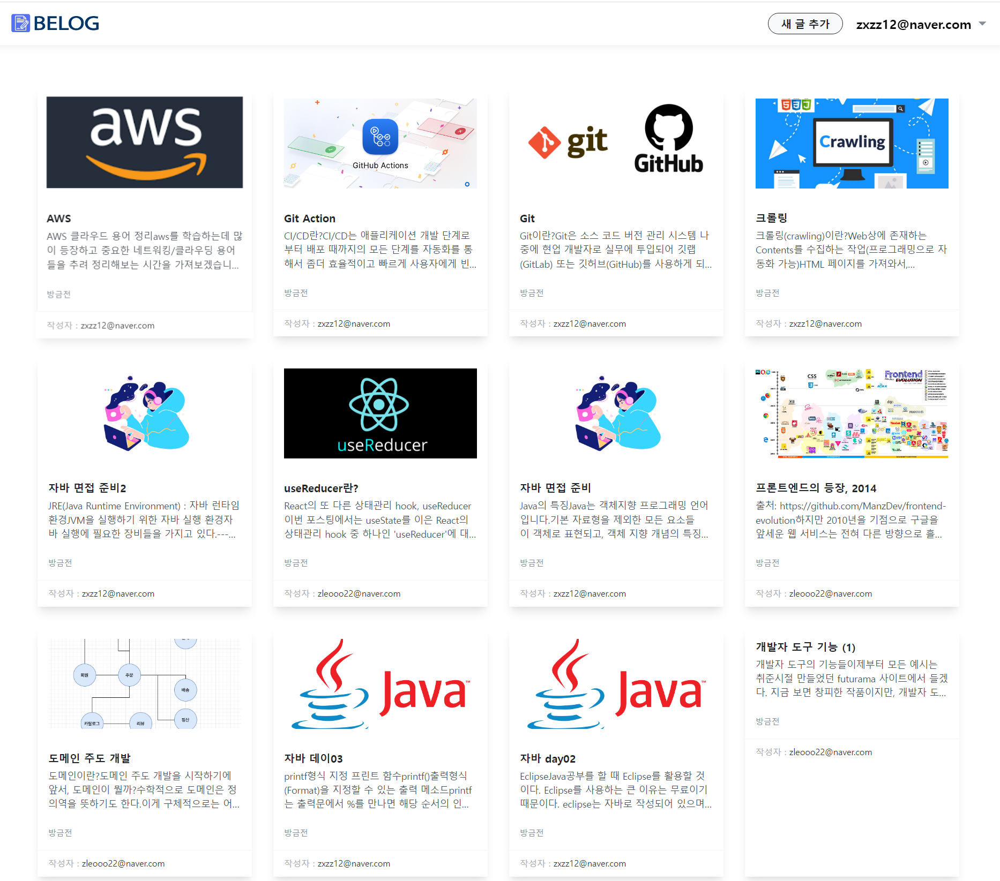 BELOG
새 글 추가
zxzz12@naver.com
aws
GitHub Actions
git
GitHub
Crawling
AWS
AWS 클라우드 용어 정리aws를 학습하는데 많
이 등장하고 중요한 네트워킹/클라우딩 용어
들을 추려 정리해보는 시간을 가져보겠습니...
방금전
작성자 : zxzz12@naver.com
Git Action
CI/CD란?CI/CD는 애플리케이션 개발 단계로
부터 배포 때까지의 모든 단계를 자동화를 통
해서 좀더 효율적이고 빠르게 사용자에게 빈...
방금전
작성자 : zxzz12@naver.com
Git
Git이란?Git은 소스 코드 버전 관리 시스템 나
중에 현업 개발자로 실무에 투입되어 깃랩
(GitLab) 또는 깃허브(GitHub)를 사용하게 되...
방금전
작성자 : zxzz12@naver.com
크롤링
크롤링(crawling)이란?Web상에 존재하는
Contents를 수집하는 작업(프로그래밍으로 자
동화 가능)HTML 페이지를 가져와서,...
방금전
작성자 : zxzz12@naver.com
자바 면접 준비2
JRE(Java Runtime Environment) : 자바 런타임
환경JVM을 실행하기 위한 자바 실행 환경자
바 실행에 필요한 장비들을 가지고 있다.---...
방금전
작성자 : zxzz12@naver.com
useReducer
useReducer란?
React의 또 다른 상태관리 hook, useReducer
이번 포스팅에서는 useState를 이은 React의
상태관리 hook 중 하나인 'useReducer'에 대...
방금전
작성자 : zleooo22@naver.com
자바 면접 준비
Java의 특징Java는 객체지향 프로그래밍 언어
입니다.기본 자료형을 제외한 모든 요소들
이 객체로 표현되고, 객체 지향 개념의 특징...
방금전
작성자 : zxzz12@naver.com
Frontend
EVOLUTION
CSS
프론트엔드의 등장, 2014
출처: https://github.com/ManzDev/frontend-
evolution하지만 2010년을 기점으로 구글을
앞세운 웹 서비스는 전혀 다른 방향으로 흘...
방금전
작성자 : zleooo22@naver.com
회원
주문
배송
카탈로그
리뷰
정산
도메인 주도 개발
도메인이란?도메인 주도 개발을 시작하기에
앞서, 도메인이 뭘까?수학적으로 도메인은 정
의역을 뜻하기도 한다.이게 구체적으로는 어...
방금전
작성자 : zleooo22@naver.com
Java™
자바 데이03
printf형식 지정 프린트 함수printf()출력형식
(Format)을 지정할 수 있는 출력 메소드printf
는 출력문에서 %를 만나면 해당 순서의 인...
방금전
작성자 : zxzz12@naver.com
Java™
자바 day02
EclipseJava공부를 할 때 Eclipse를 활용할 것
이다. Eclipse를 사용하는 큰 이유는 무료이기
때문이다. eclipse는 자바로 작성되어 있으며...
방금전
작성자 : zxzz12@naver.com
개발자 도구 기능 (1)
개발자 도구의 기능들이제부터 모든 예시는
취준시절 만들었던 futurama 사이트에서 들겠
다. 지금 보면 창피한 작품이지만, 개발자 도...
방금전
작성자 : zleooo22@naver.com